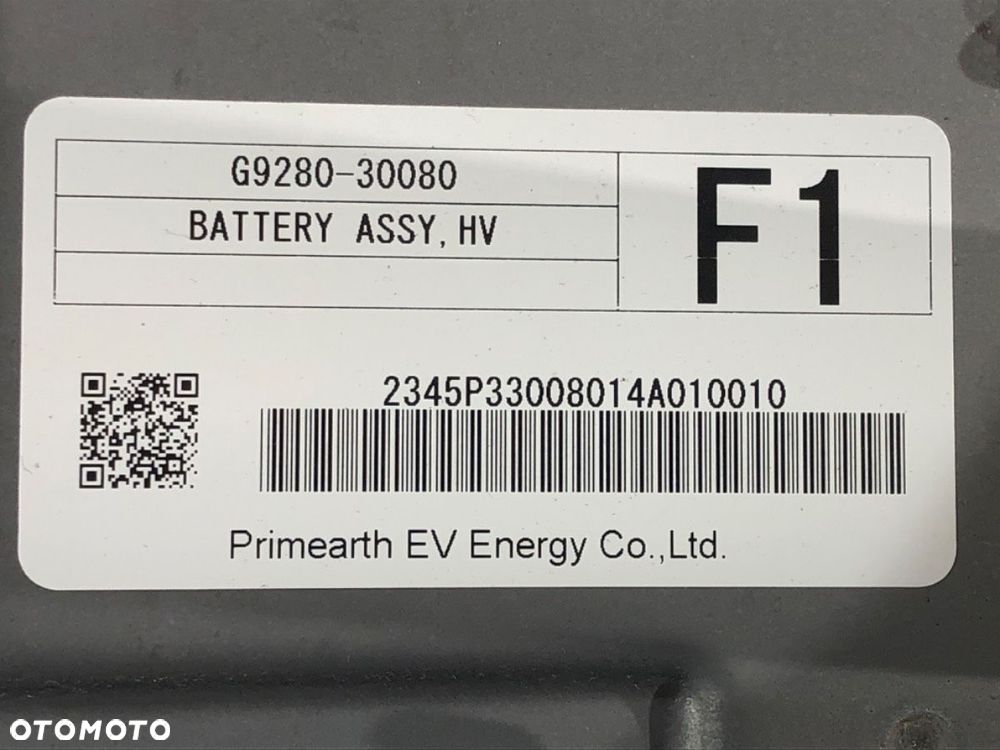 G9280-30080
BATTERY ASSY, HV
F1
2345P33008014A010010
Primearth EV Energy Co.,Ltd.
OTOMOTO